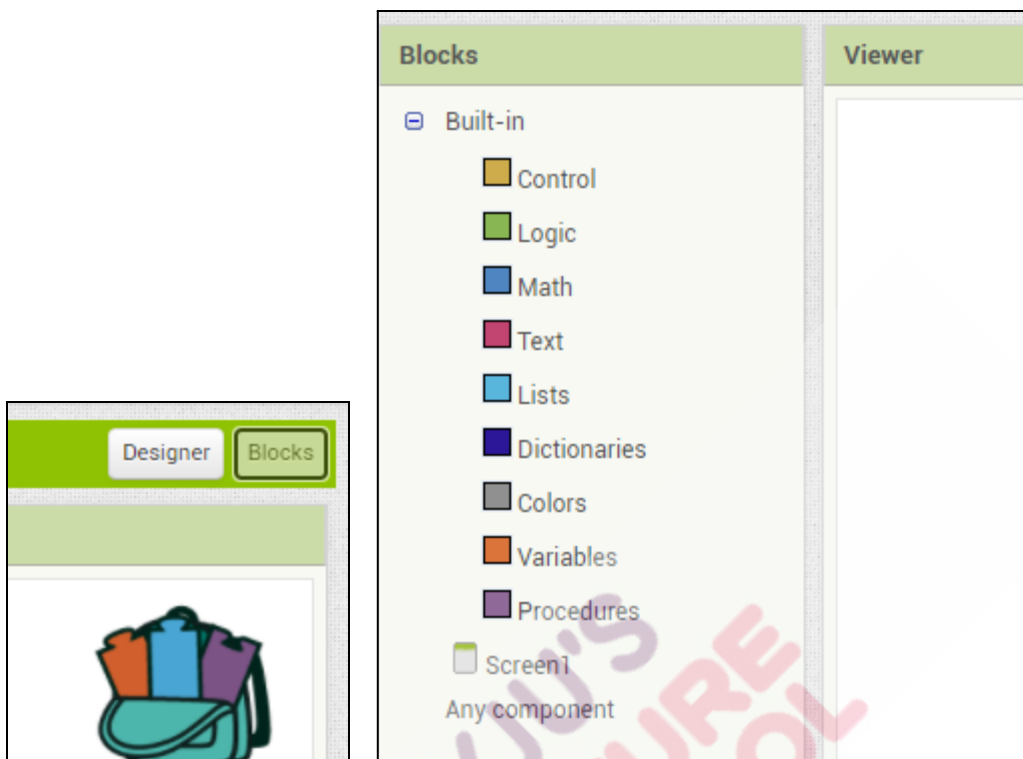 Blocks
Viewer
Built-in
Control
Logic
Math
Text
Lists
Dictionaries
Colors
Variables
Procedures
Screen1
Any component
Designer
Blocks